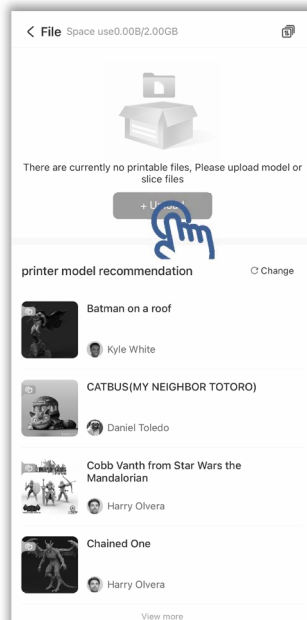 File Space use0.00B/2.00GB
There are currently no printable files, Please upload model or
slice files
+ Upload
printer model recommendation
Change
Batman on a roof
Kyle White
CATBUS(MY NEIGHBOR TOTORO)
Daniel Toledo
Cobb Vanth from Star Wars the
Mandalorian
Harry Olvera
Chained One
Harry Olvera
View more